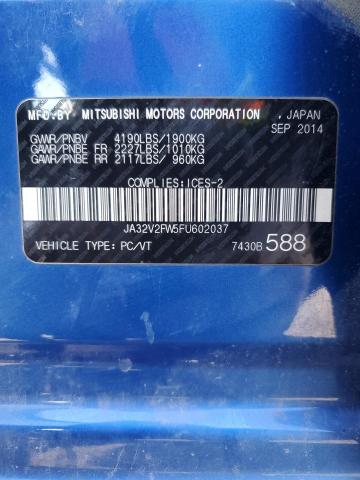 MFD.BY MITSUBISHI MOTORS CORPORATION , JAPAN
SEP 2014
GVWR/PNBV 4190LBS/1900KG
GAWR/PNBE FR 2227LBS/1010KG
GAWR/PNBE RR 2117LBS/ 960KG
COMPLIES:ICES-2
JA32V2FW5FU602037
VEHICLE TYPE: PC/VT 7430B 588